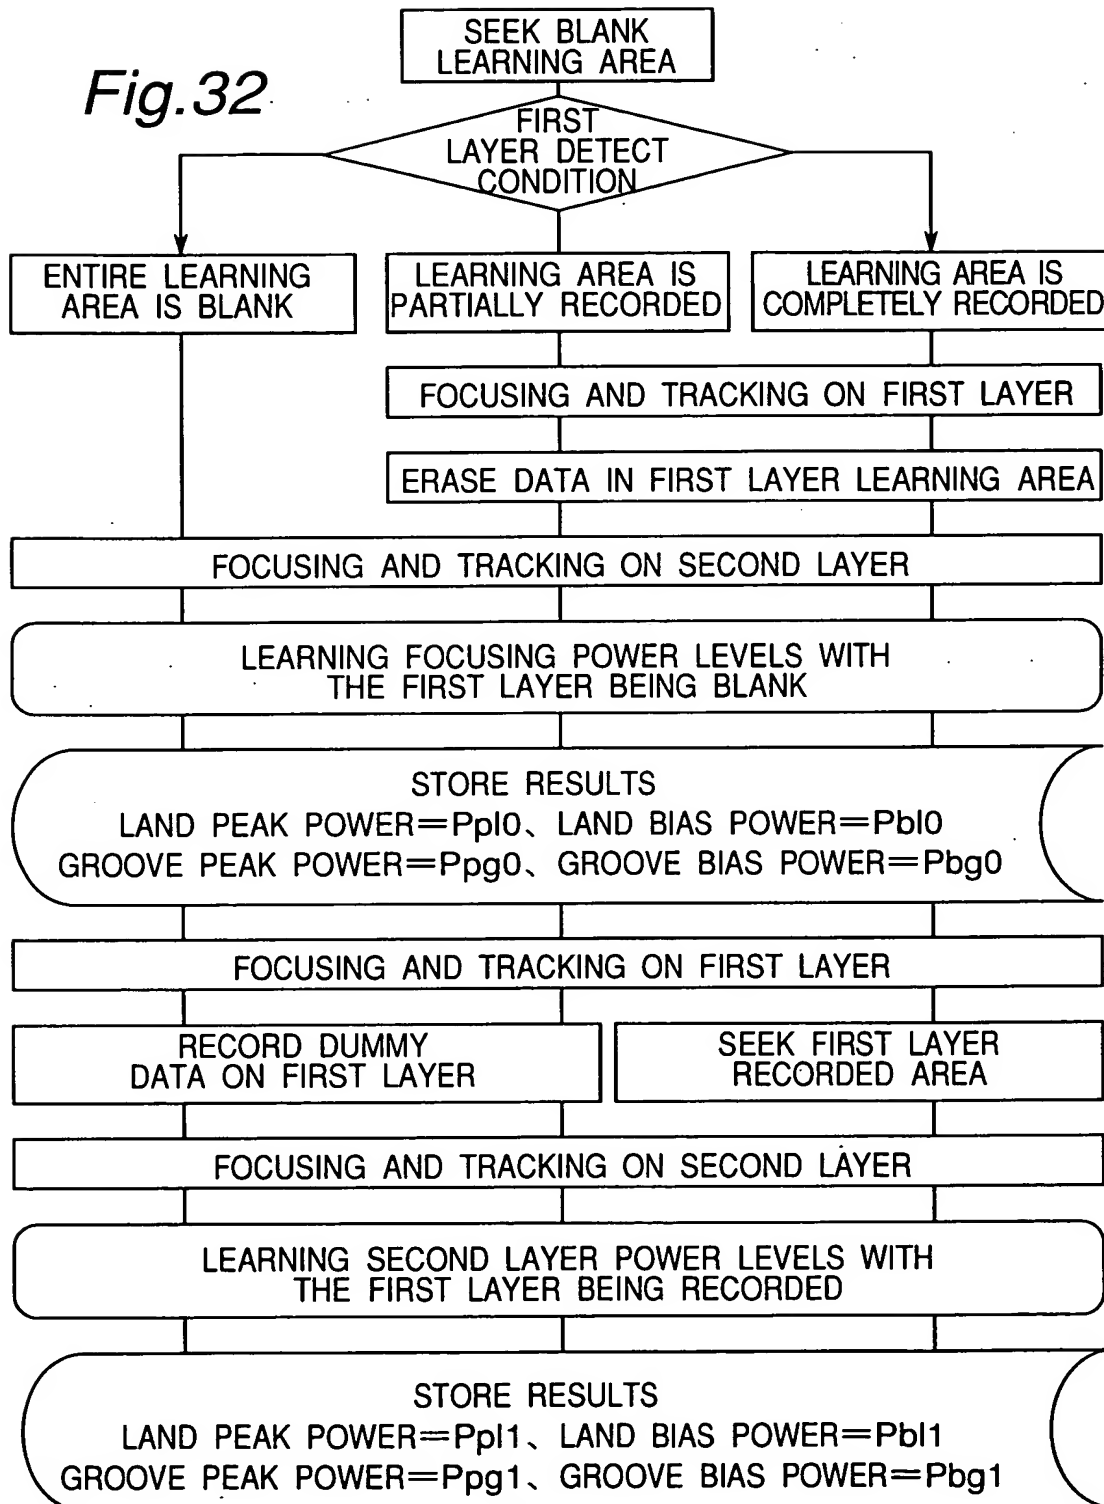 Fig.32
SEEK BLANK
LEARNING AREA
FIRST
LAYER DETECT
CONDITION
ENTIRE LEARNING
AREA IS BLANK
LEARNING AREA IS
PARTIALLY RECORDED
LEARNING AREA IS
COMPLETELY RECORDED
FOCUSING AND TRACKING ON FIRST LAYER
ERASE DATA IN FIRST LAYER LEARNING AREA
FOCUSING AND TRACKING ON SECOND LAYER
LEARNING FOCUSING POWER LEVELS WITH
THE FIRST LAYER BEING BLANK
STORE RESULTS
LAND PEAK POWER=Ppl0、LAND BIAS POWER=Pbl0
GROOVE PEAK POWER=Ppg0、GROOVE BIAS POWER=Pbg0
FOCUSING AND TRACKING ON FIRST LAYER
RECORD DUMMY
DATA ON FIRST LAYER
SEEK FIRST LAYER
RECORDED AREA
FOCUSING AND TRACKING ON SECOND LAYER
LEARNING SECOND LAYER POWER LEVELS WITH
THE FIRST LAYER BEING RECORDED
STORE RESULTS
LAND PEAK POWER=Ppl1、LAND BIAS POWER=Pbl1
GROOVE PEAK POWER=Ppg1、GROOVE BIAS POWER=Pbg1